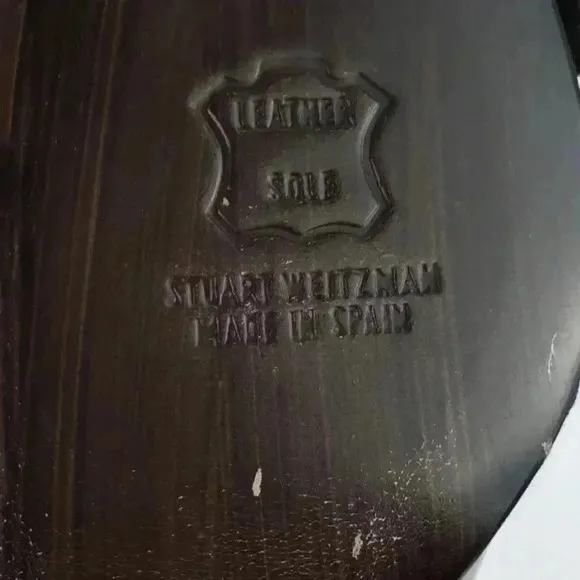 LEATHER
SOLE
STUART WEITZMAN
MADE IN SPAIN